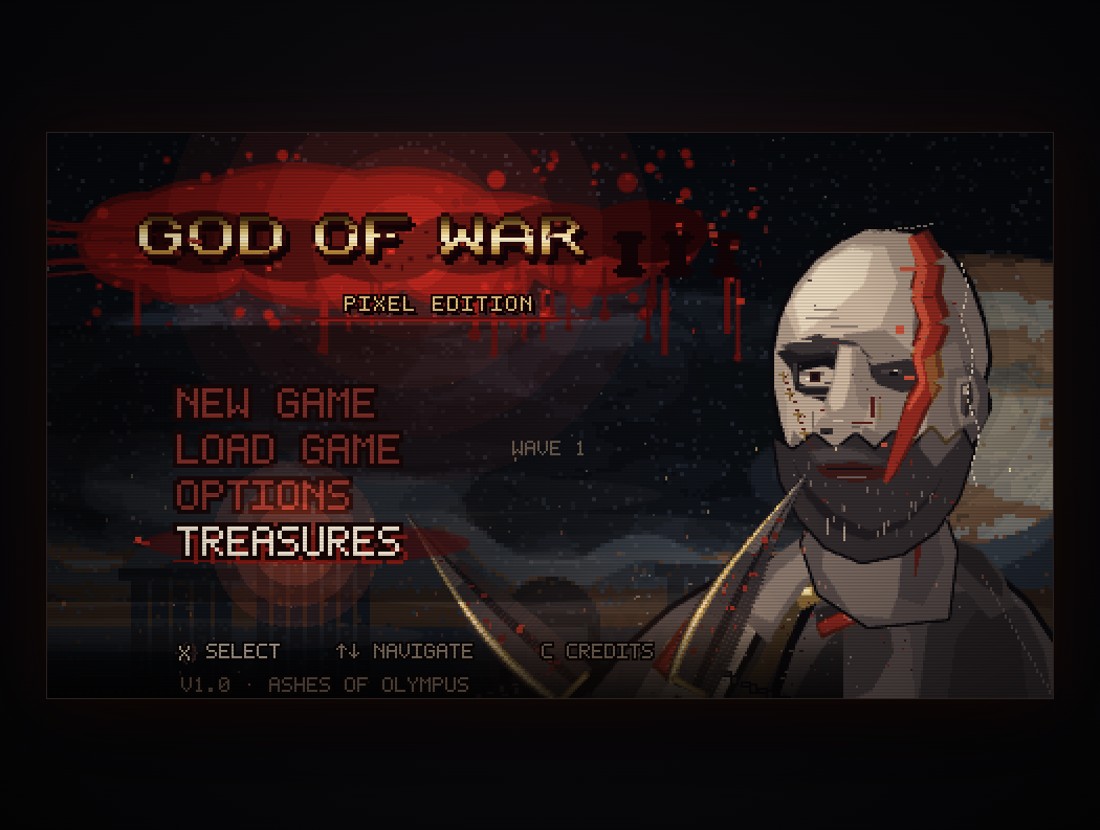 GOD OF WAR III
PIXEL EDITION
NEW GAME
LOAD GAME WAVE 1
OPTIONS
TREASURES
X SELECT ↑↓ NAVIGATE C CREDITS
V1.0 · ASHES OF OLYMPUS